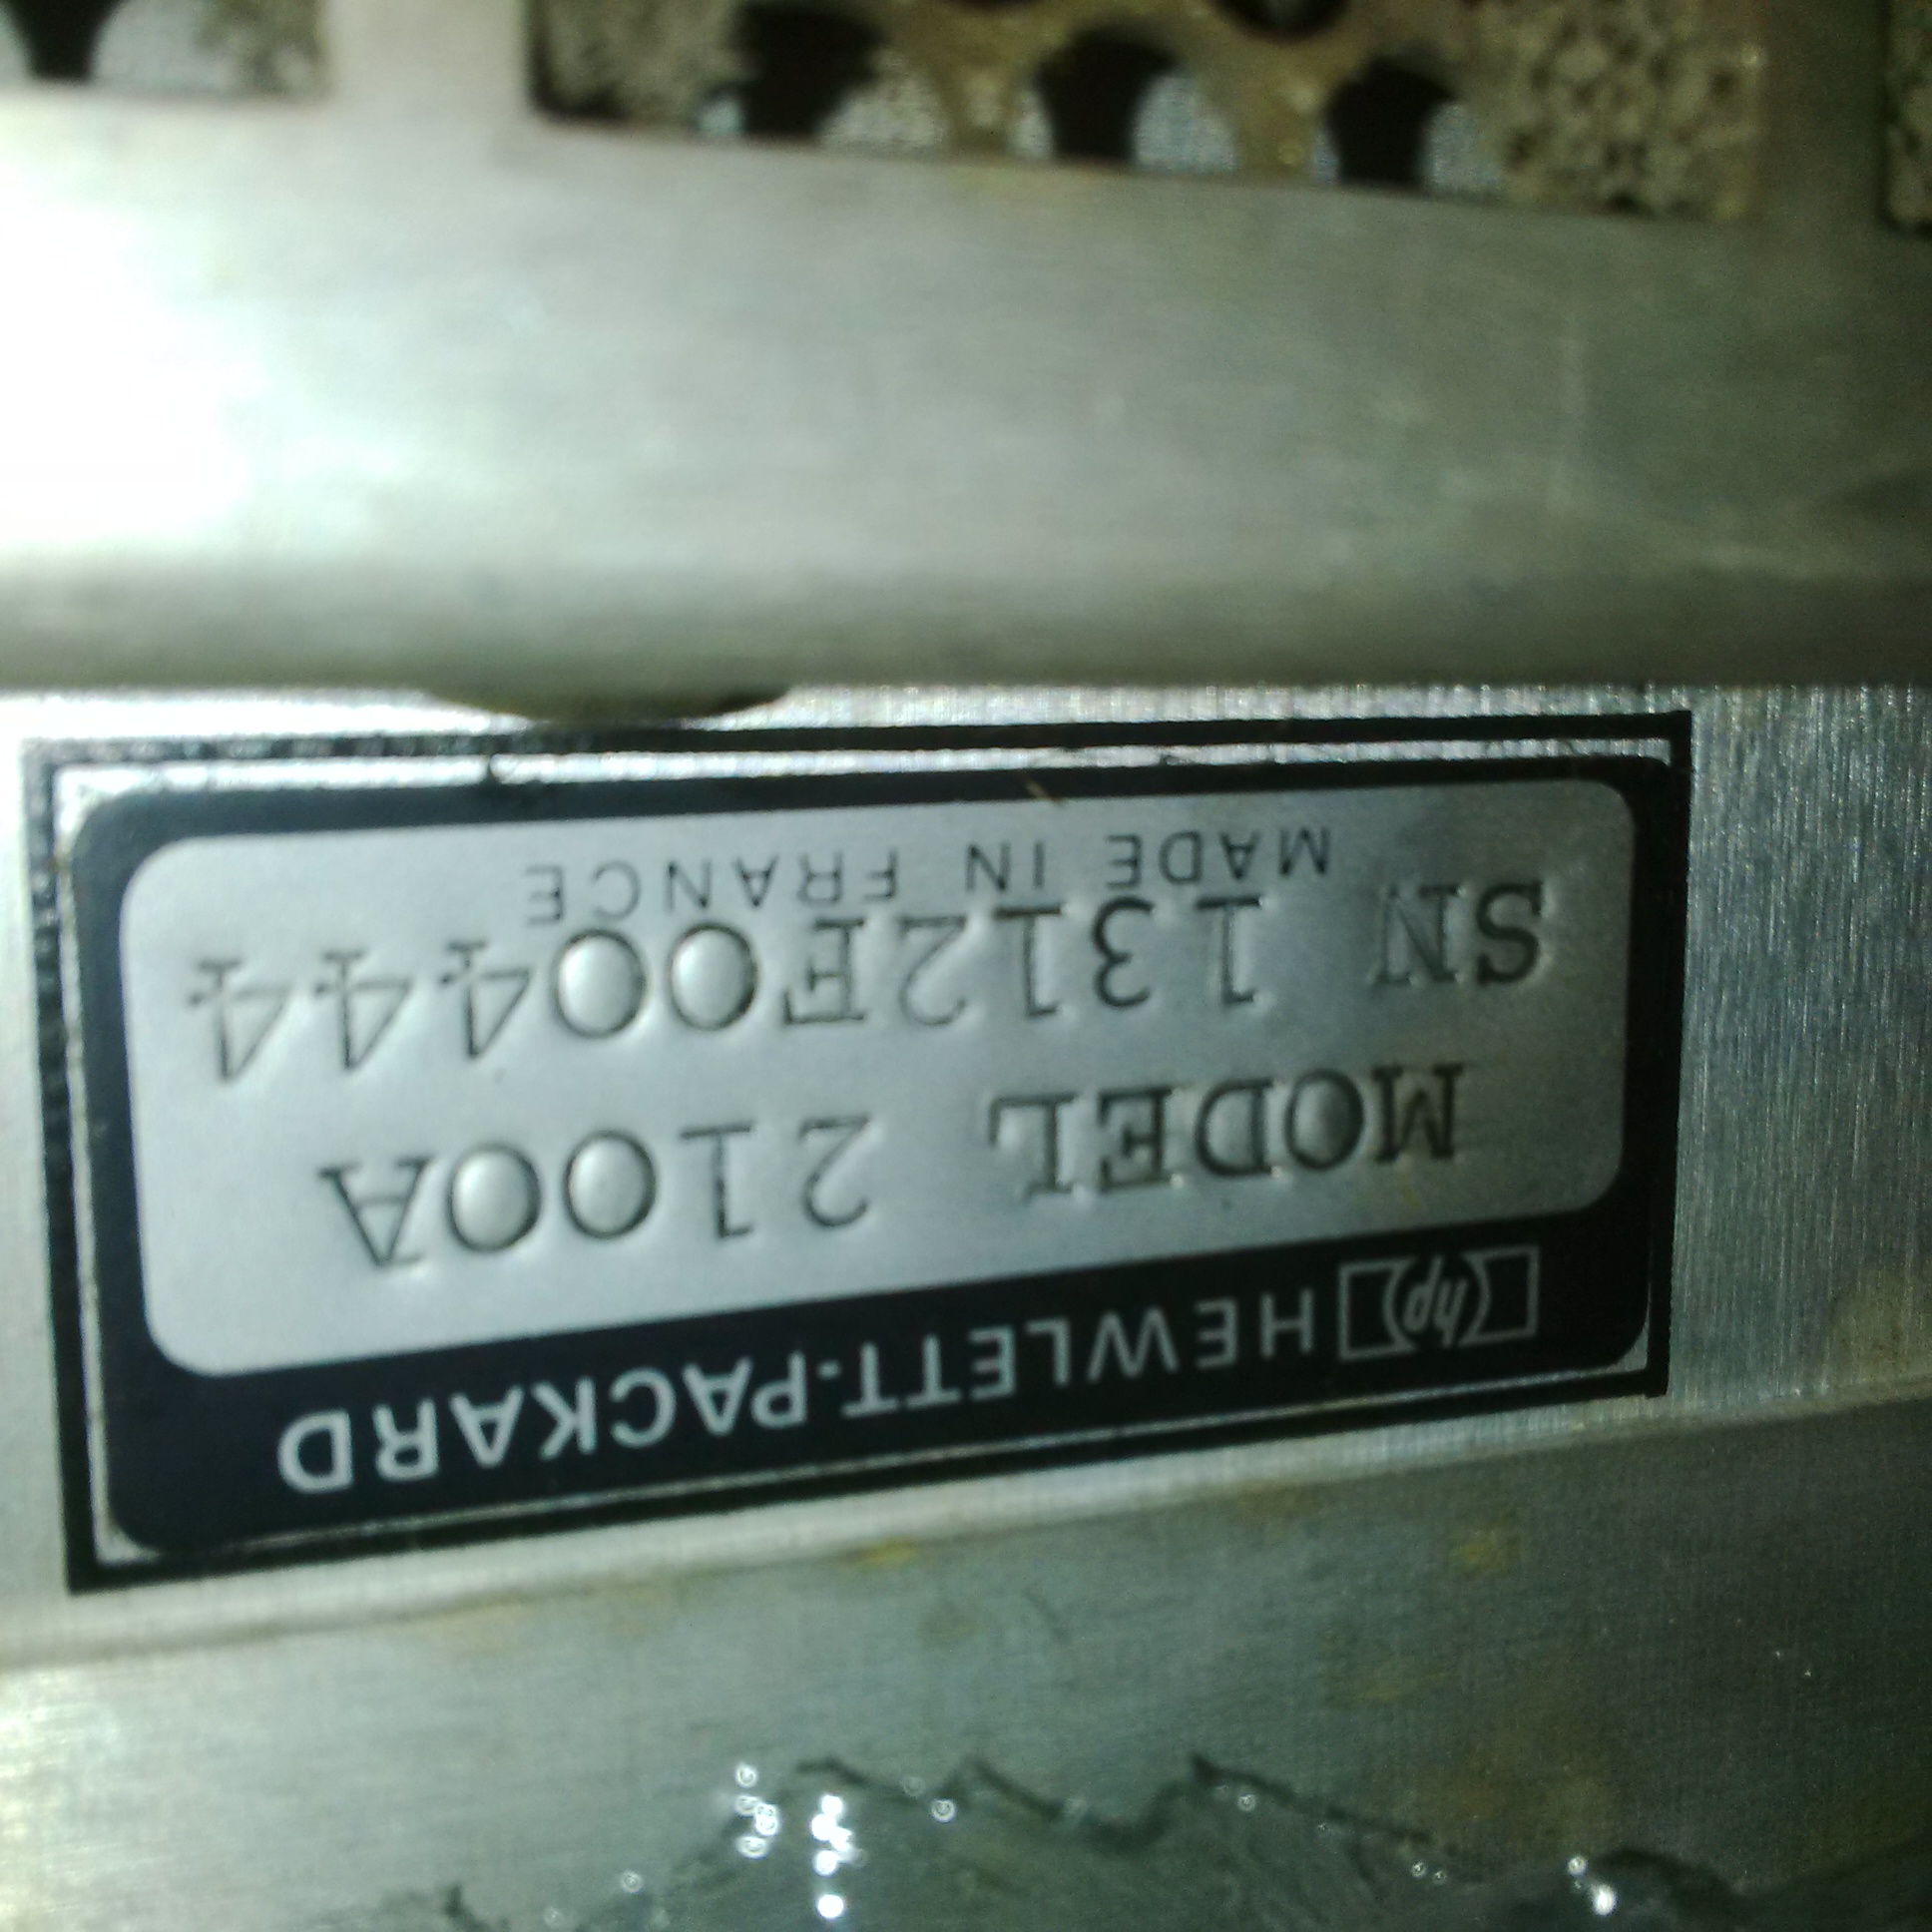 hp HEWLETT-PACKARD
MODEL 2100A
SN 1312F00444
MADE IN FRANCE